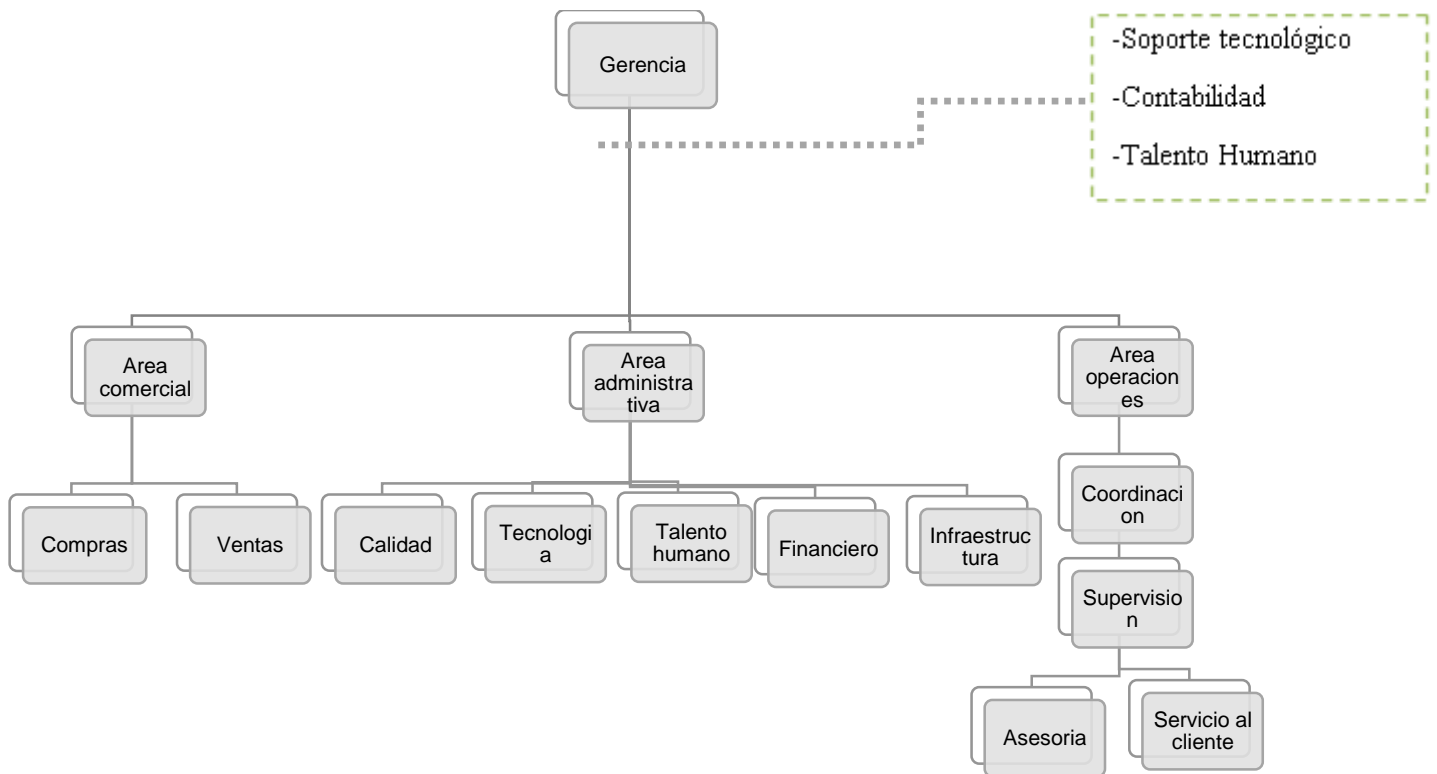 Gerencia
-Soporte tecnológico
-Contabilidad
-Talento Humano
Area
comercial
Area
administra
tiva
Area
operacion
es
Compras
Ventas
Calidad
Tecnologi
a
Talento
humano
Financiero
Infraestruc
tura
Coordinaci
on
Supervisio
n
Asesoria
Servicio al
cliente